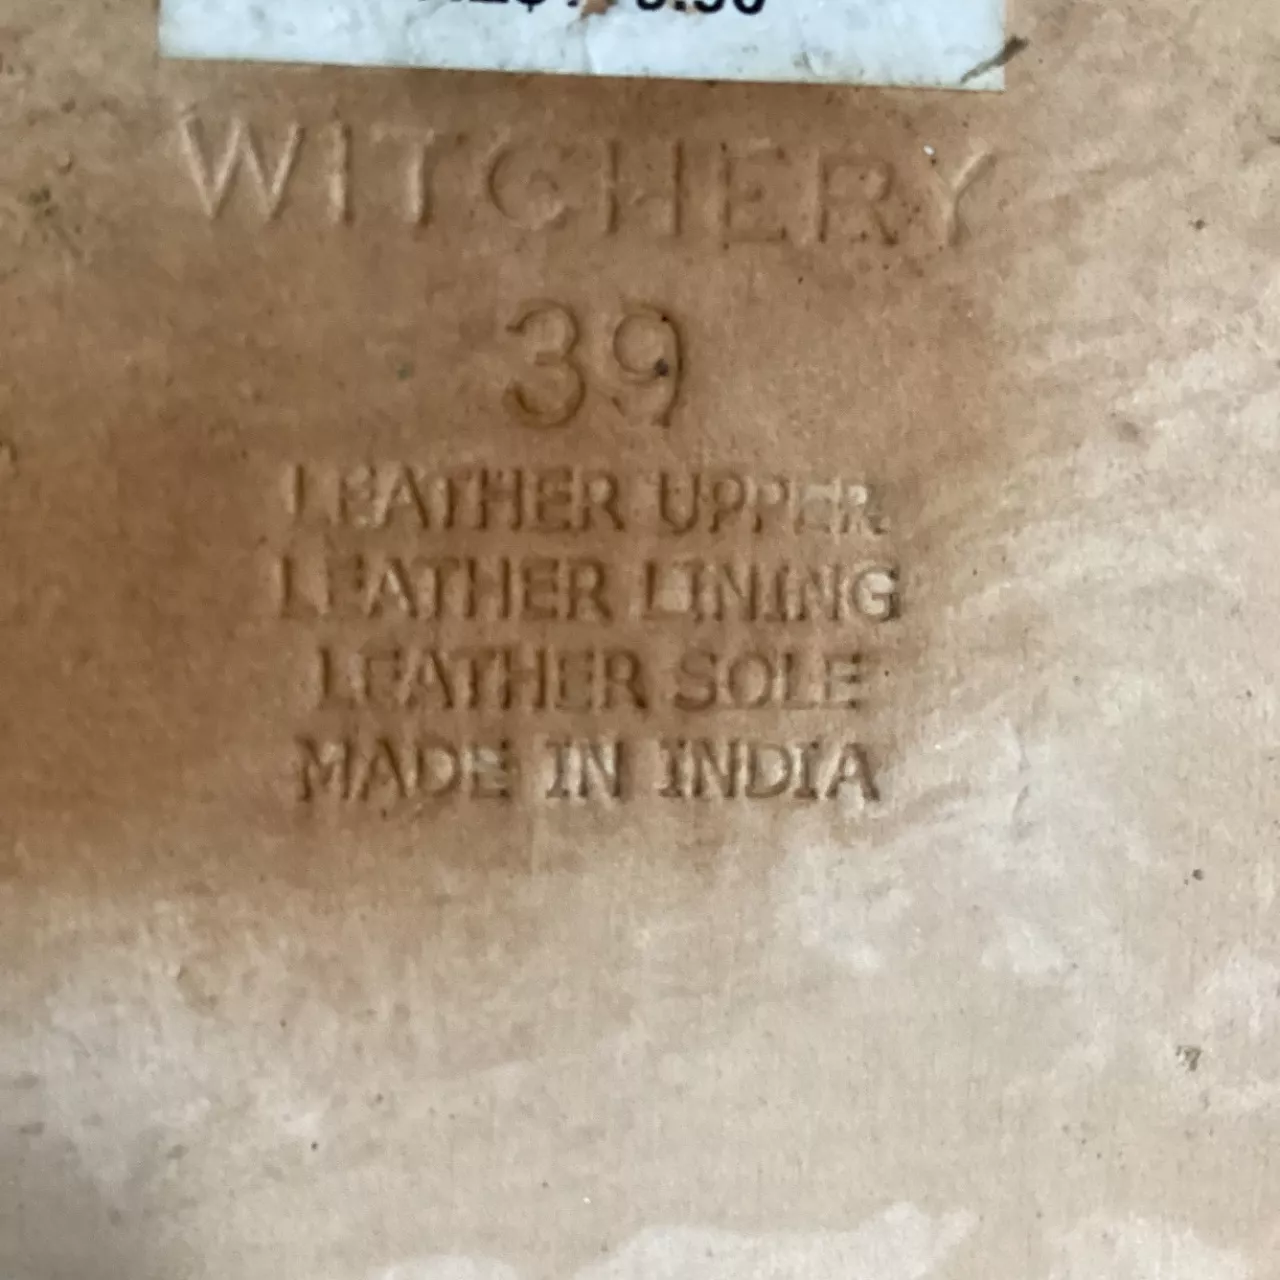 WITCHERY
39
LEATHER UPPER
LEATHER LINING
LEATHER SOLE
MADE IN INDIA